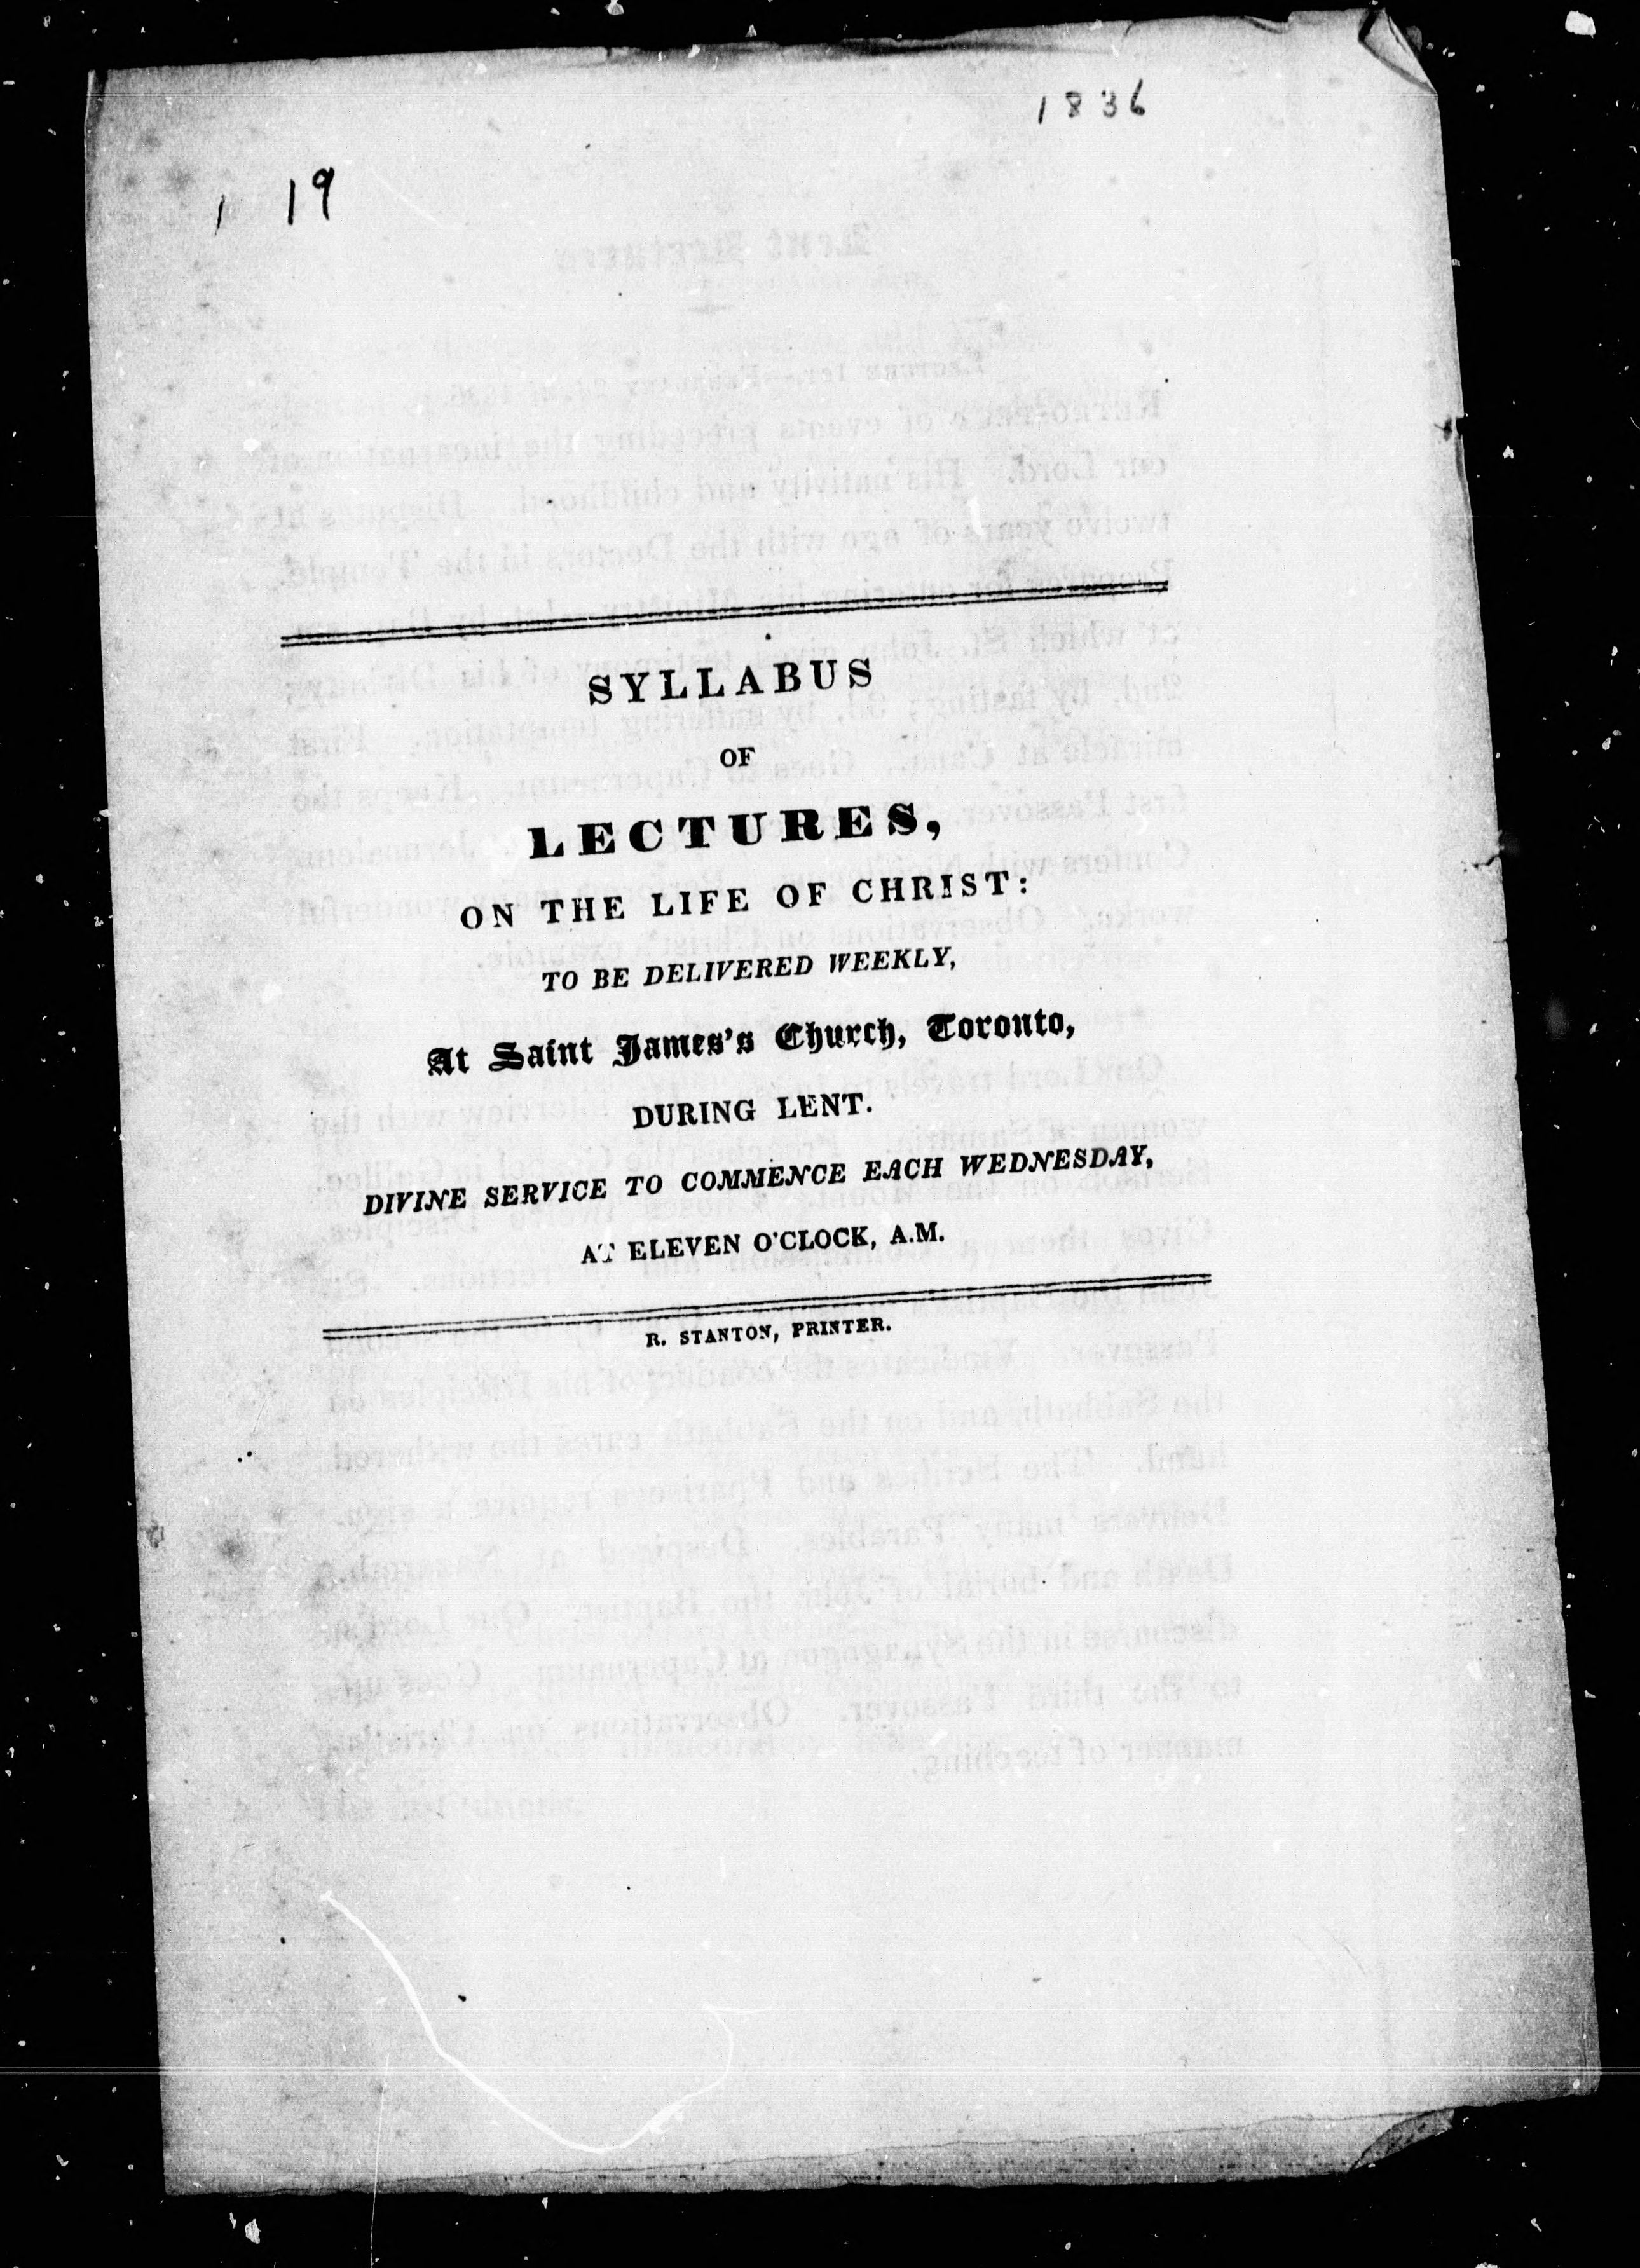 1836
1 19
SYLLABUS
OF
LECTURES,
ON THE LIFE OF CHRIST:
TO BE DELIVERED WEEKLY,
At Saint James's Church, Toronto,
DURING LENT.
DIVINE SERVICE TO COMMENCE EACH WEDNESDAY,
AT ELEVEN O'CLOCK, A.M.
R. STANTON, PRINTER.